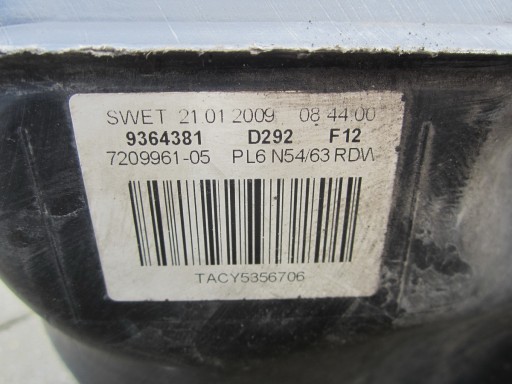 SWET 21 01 2009 08 44:00
9364381 D292 F12
7209961-05 PL6 N54/63 RDW
TACY5356706